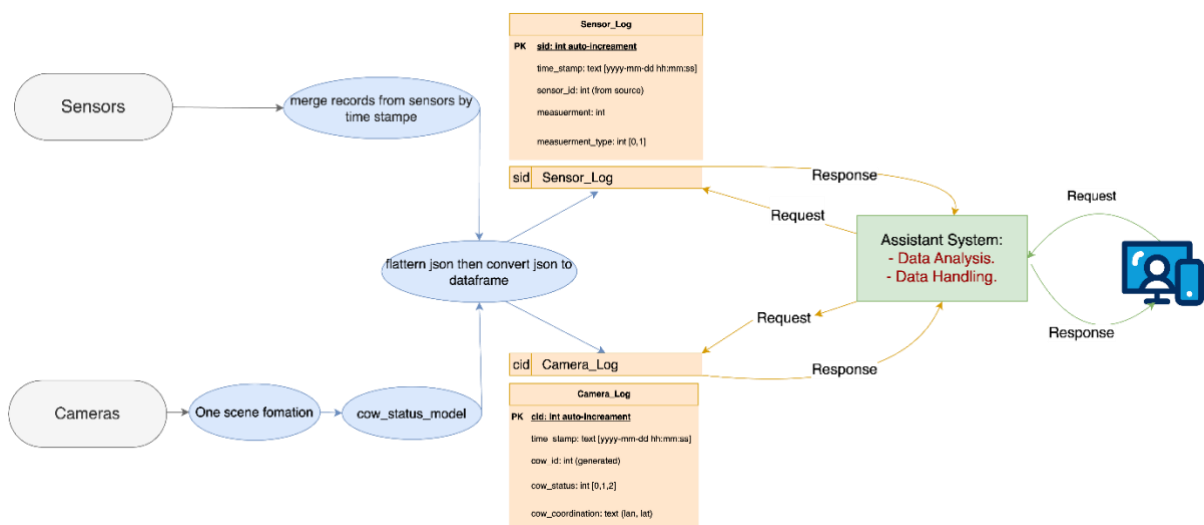 Sensor_Log
PK sid: int auto-increament
time_stamp: text [yyyy-mm-dd hh:mm:ss]
sensor_id: int (from source)
measuerment: int
measuerment_type: int [0,1]
Sensors
merge records from sensors by
time stampe
sid Sensor_Log
Response
Request
Request
Assistant System:
- Data Analysis.
- Data Handling.
flattern json then convert json to
dataframe
Request
Response
cid Camera_Log
Response
Camera_Log
PK cid: int auto-increament
time_stamp: text [yyyy-mm-dd hh:mm:ss]
cow_id: int (generated)
cow_status: int [0,1,2]
cow_coordination: text (lan, lat)
Cameras
One scene fomation
cow_status_model